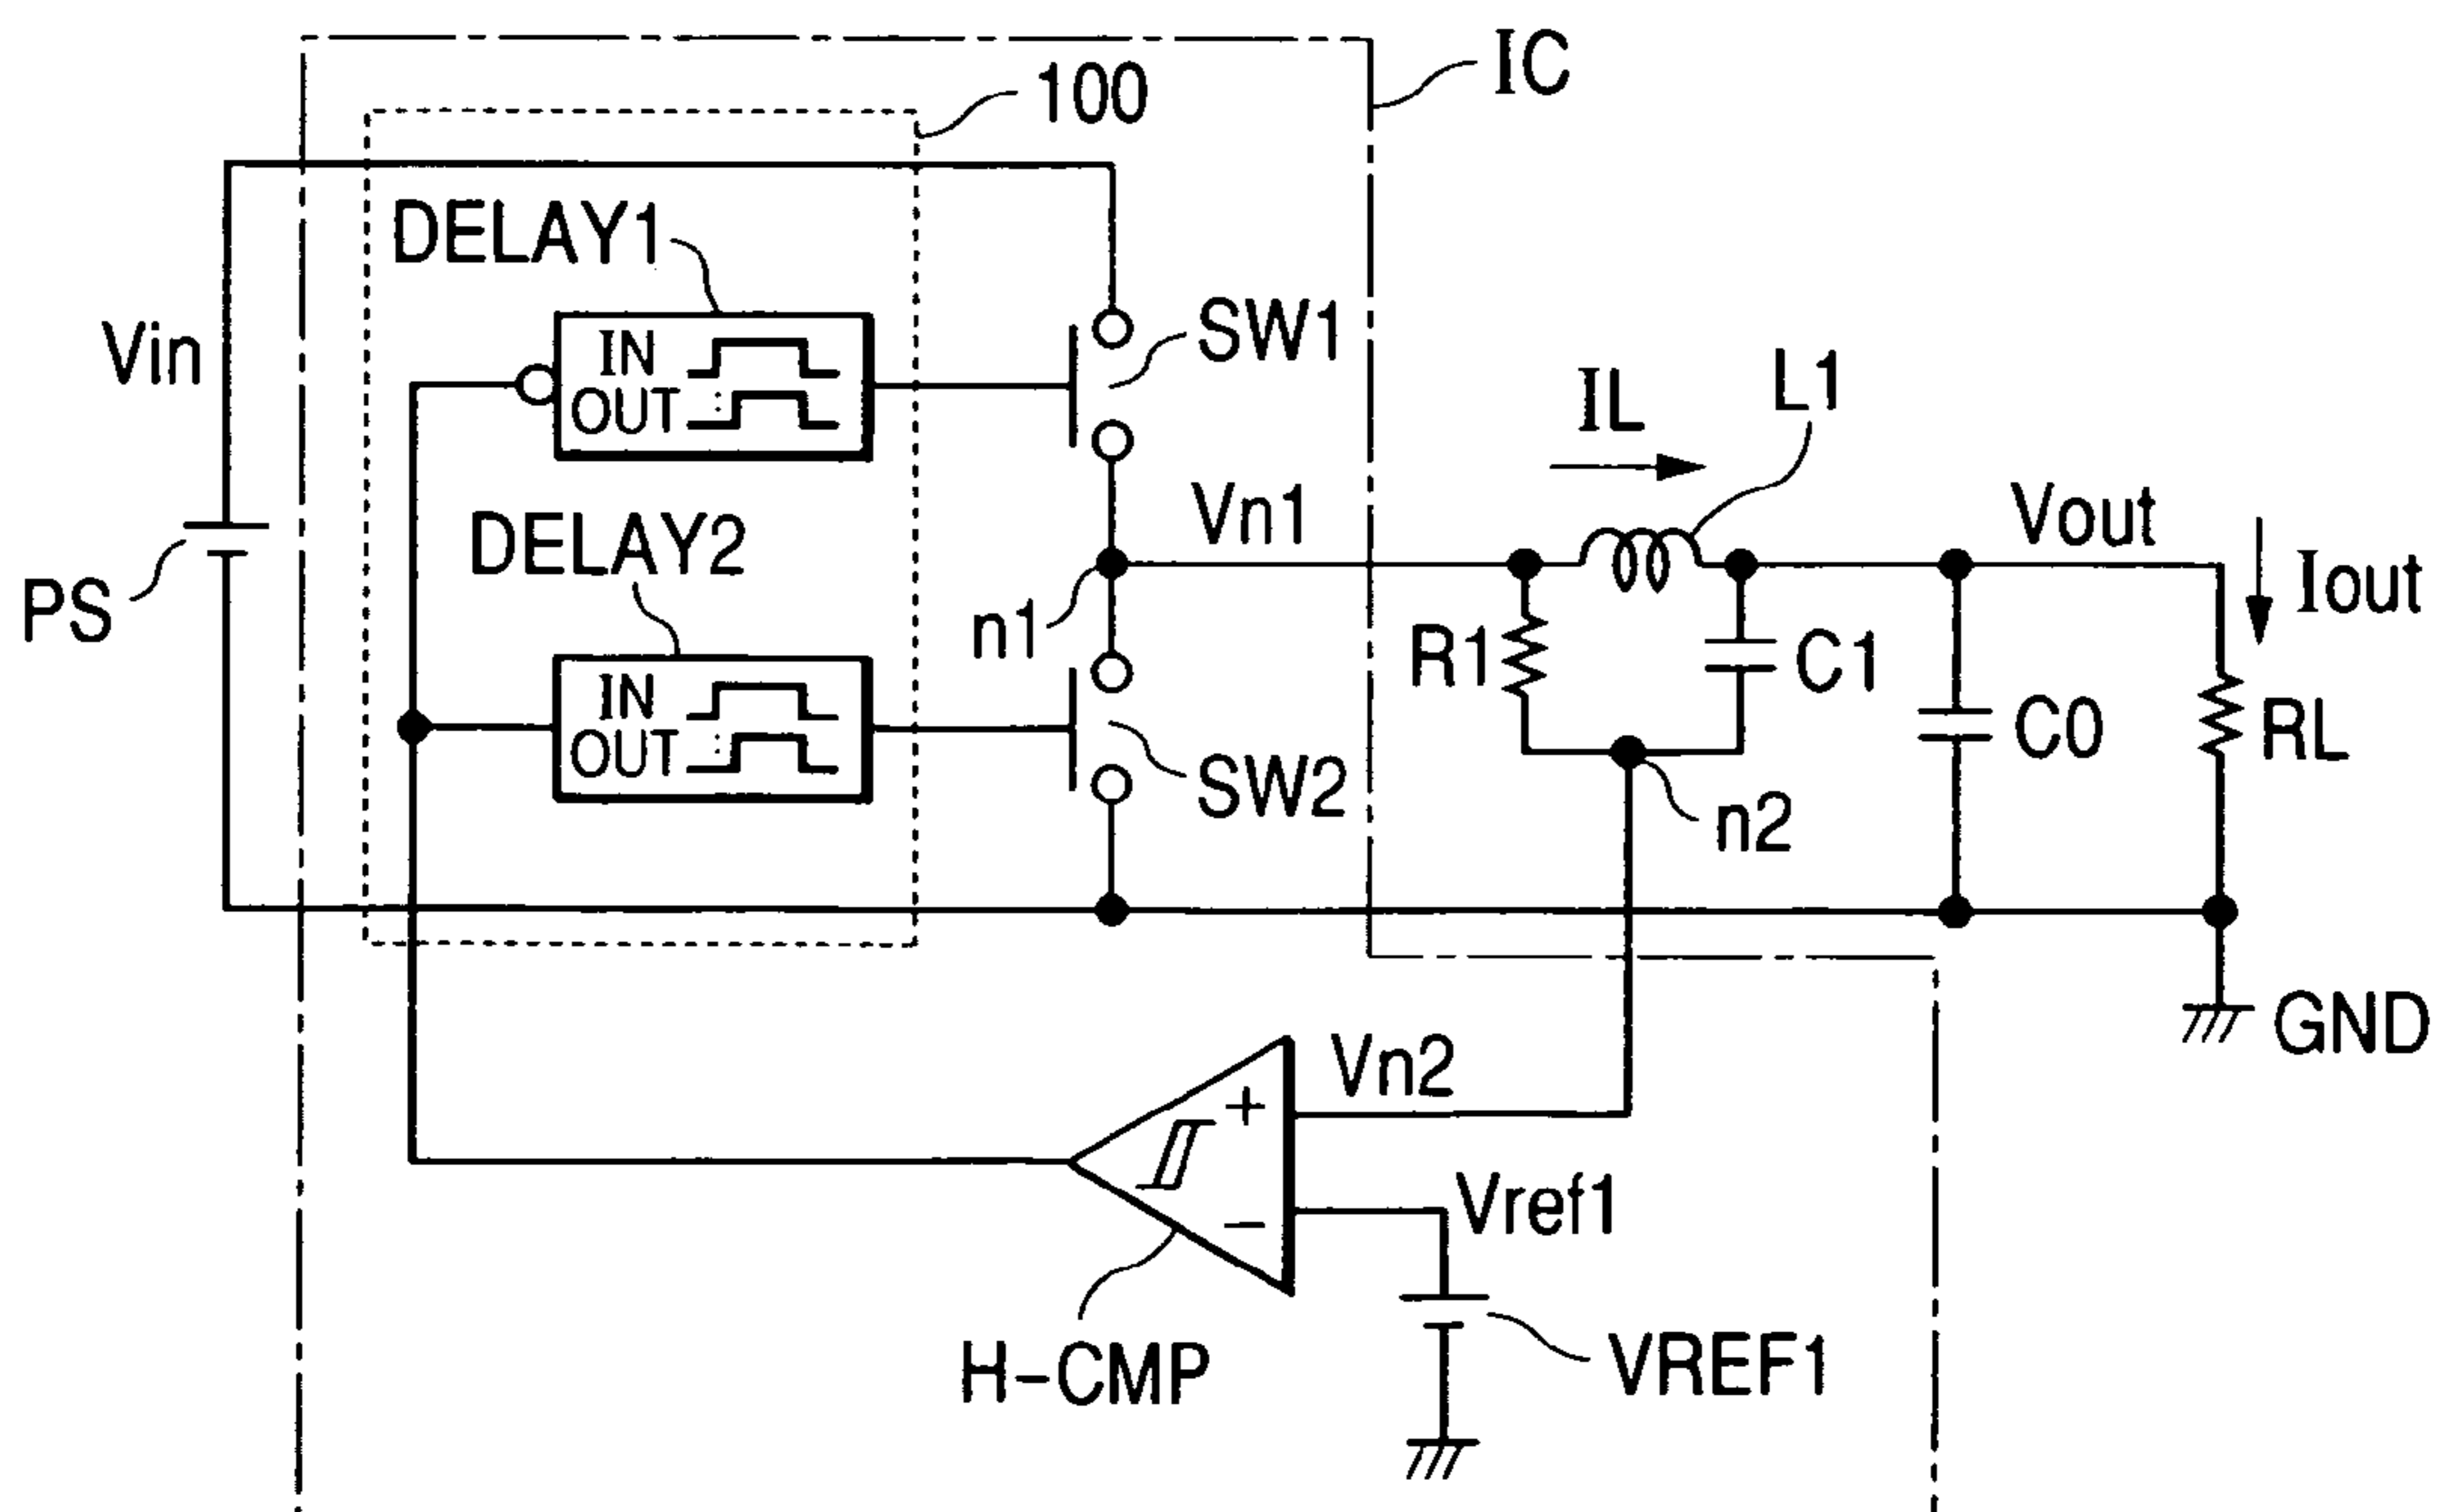 IC
100
DELAY1
Vin
IN
OUT
SW1
IL
L1
Vn1
Vout
Iout
DELAY2
PS
n1
R1
C1
IN
OUT
SW2
C0
RL
n2
GND
Vn2
+
Vref1
−
H-CMP
VREF1